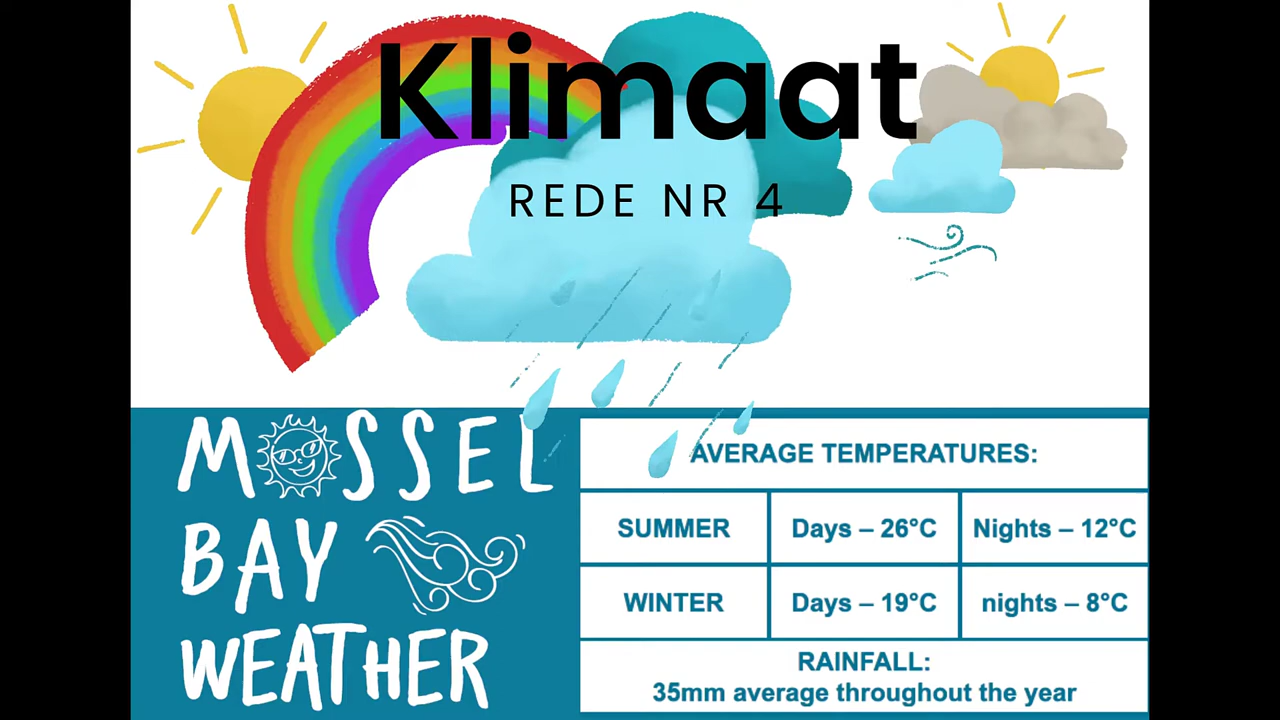 Klimaat
REDE NR 4
MOSSEL
BAY
WEATHER
AVERAGE TEMPERATURES:
SUMMER Days – 26°C Nights – 12°C
WINTER Days – 19°C nights – 8°C
RAINFALL:
35mm average throughout the year